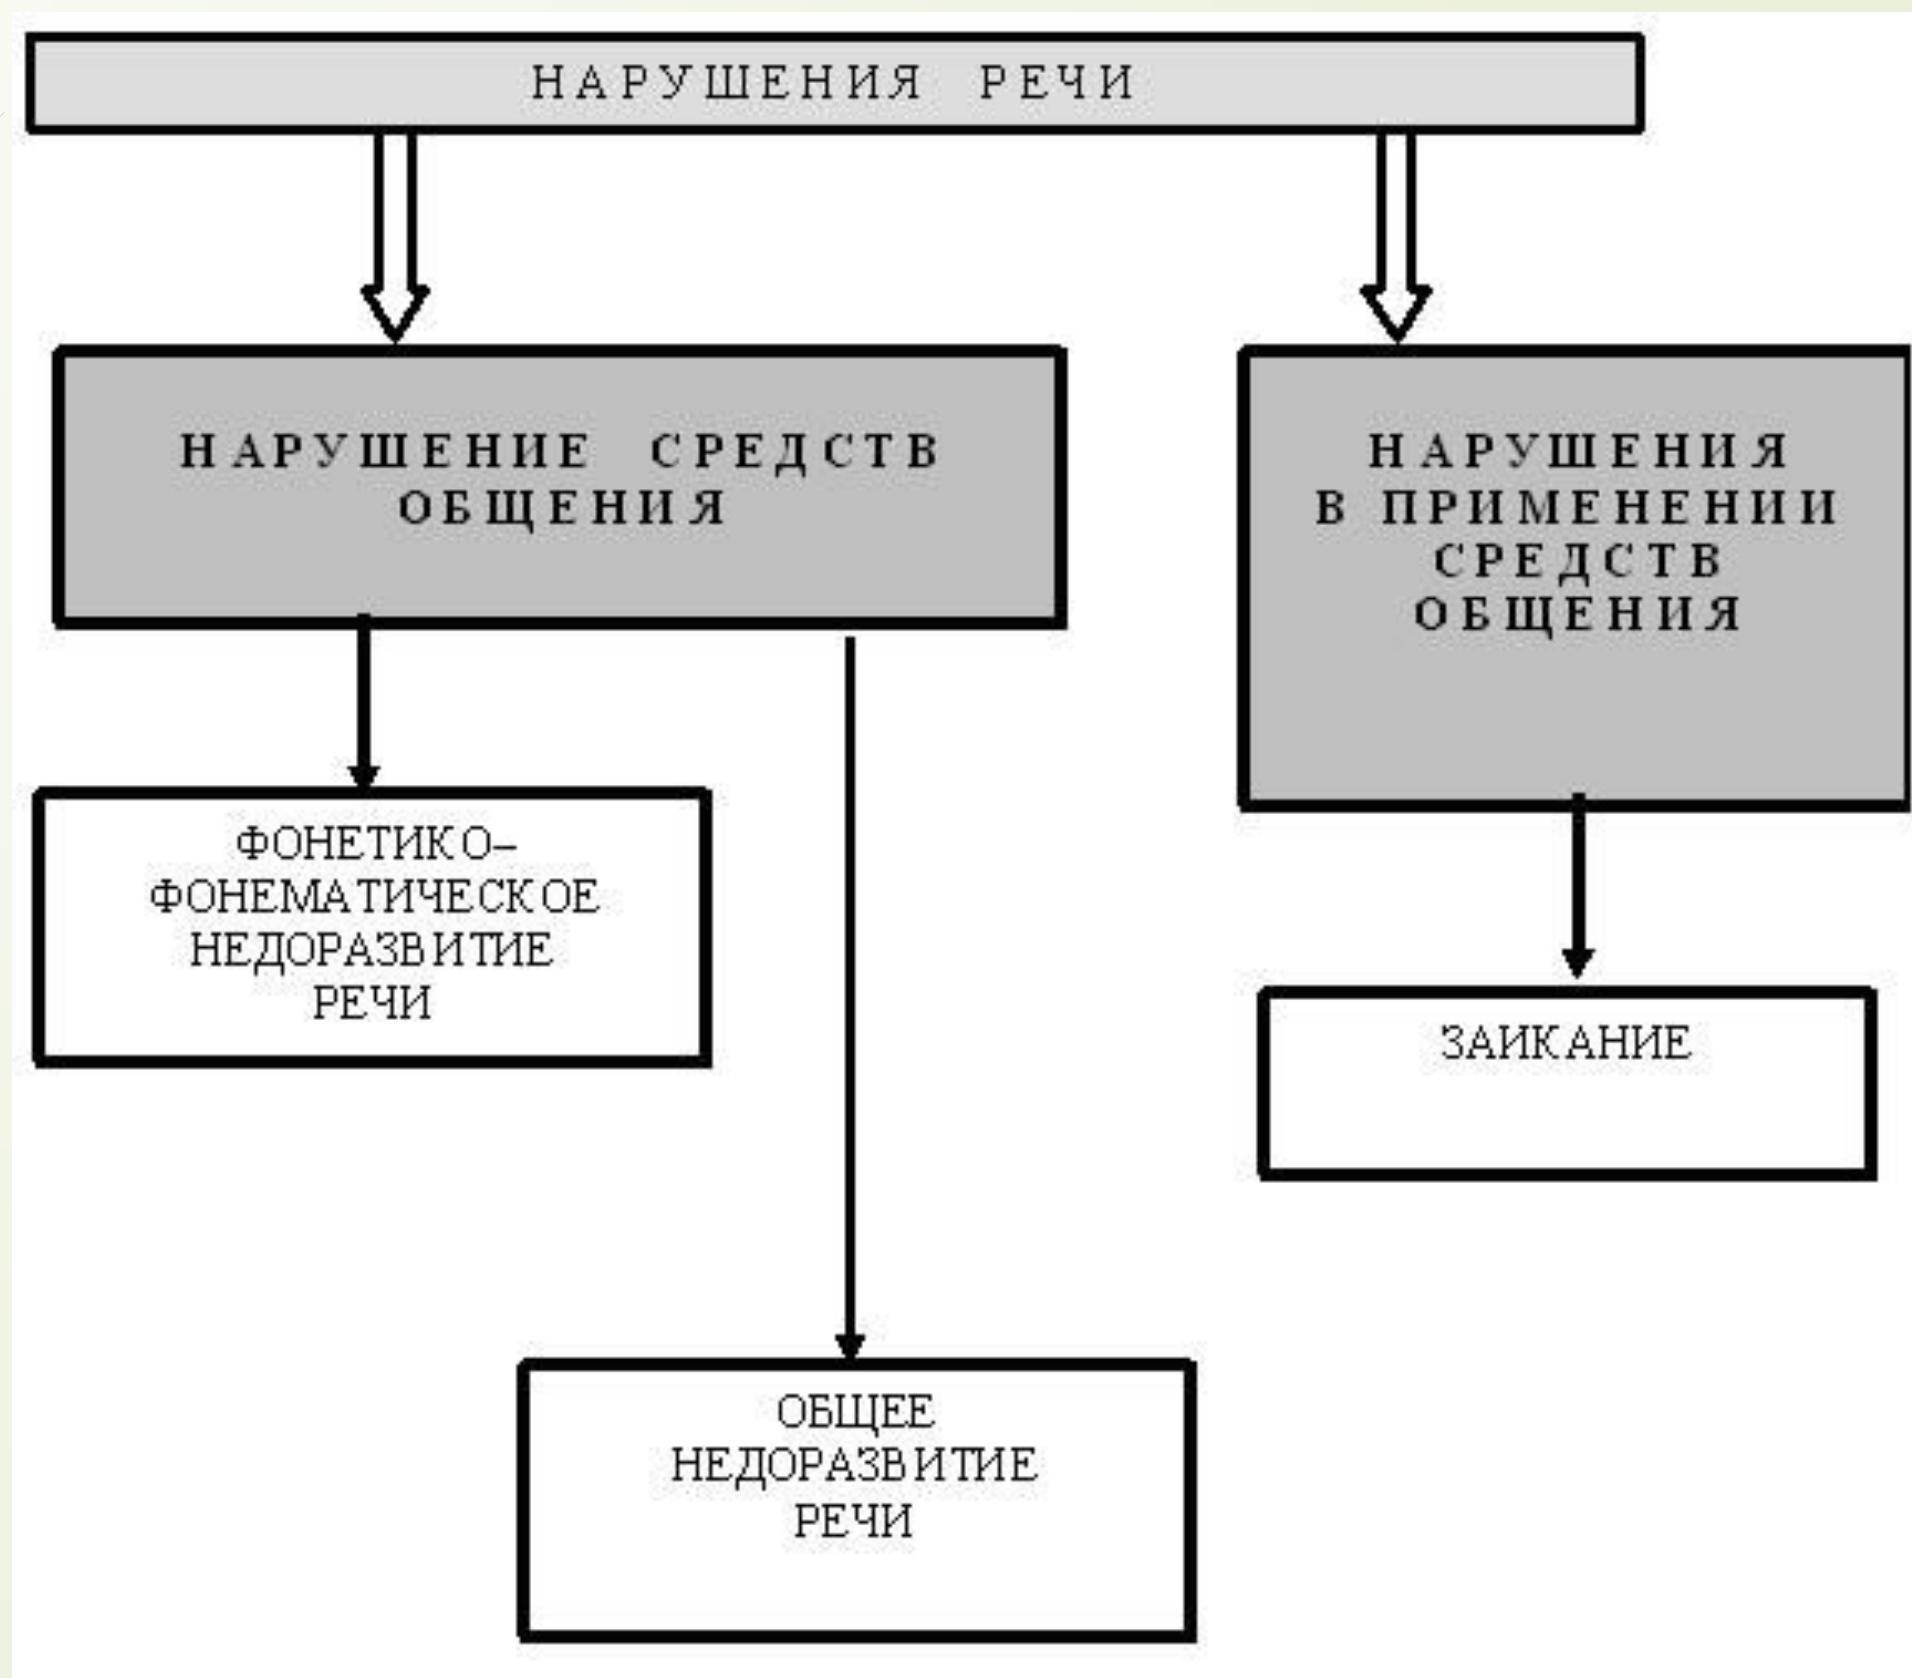 НАРУШЕНИЯ РЕЧИ
НАРУШЕНИЕ СРЕДСТВ
ОБЩЕНИЯ
НАРУШЕНИЯ
В ПРИМЕНЕНИИ
СРЕДСТВ
ОБЩЕНИЯ
ФОНЕТИКО–
ФОНЕМАТИЧЕСКОЕ
НЕДОРАЗВИТИЕ
РЕЧИ
ЗАИКАНИЕ
ОБЩЕЕ
НЕДОРАЗВИТИЕ
РЕЧИ